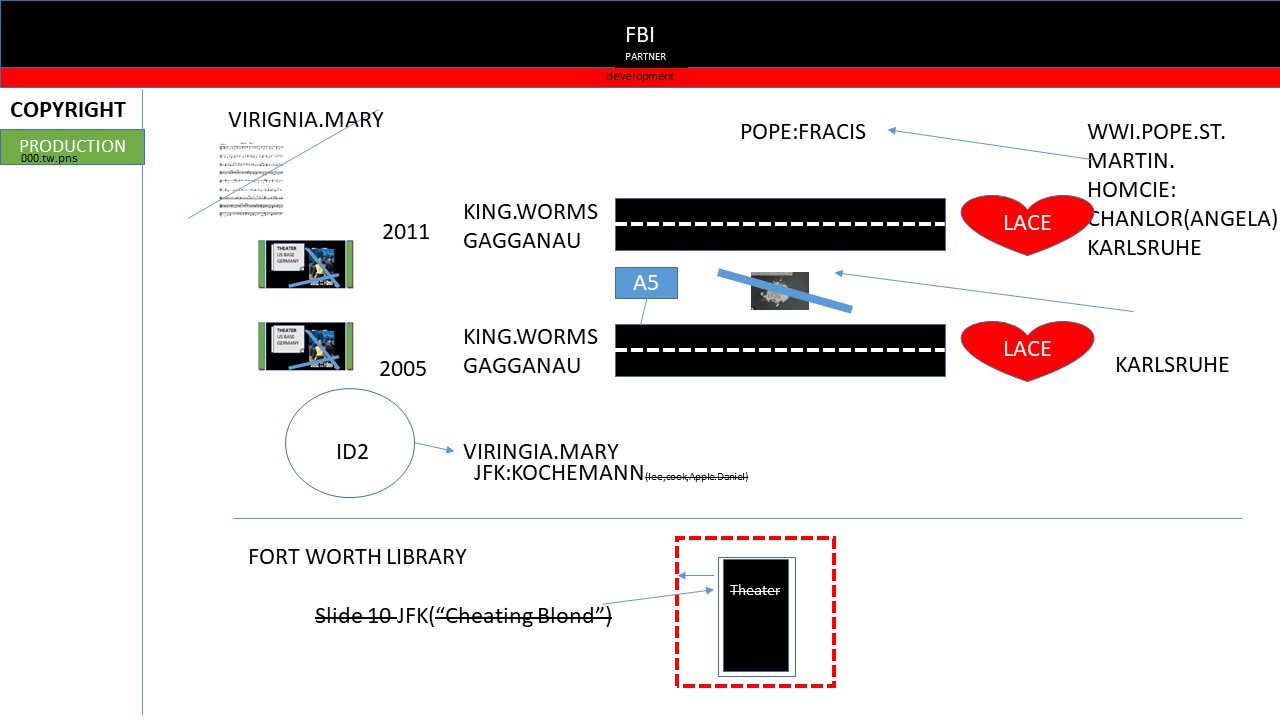 FBI
PARTNER
development
COPYRIGHT
PRODUCTION
000.tw.pns
VIRIGNIA.MARY
POPE:FRACIS
WWI.POPE.ST.
MARTIN.
HOMCIE:
CHANLOR(ANGELA)
KARLSRUHE
2011
KING.WORMS
GAGGANAU
LACE
THEATER
US BASE
GERMANY
A5
2005
KING.WORMS
GAGGANAU
LACE
KARLSRUHE
THEATER
US BASE
GERMANY
ID2
VIRINGIA.MARY
JFK:KOCHEMANN(lee,cook,Apple.Daniel)
FORT WORTH LIBRARY
Theater
Slide 10 JFK(“Cheating Blond”)